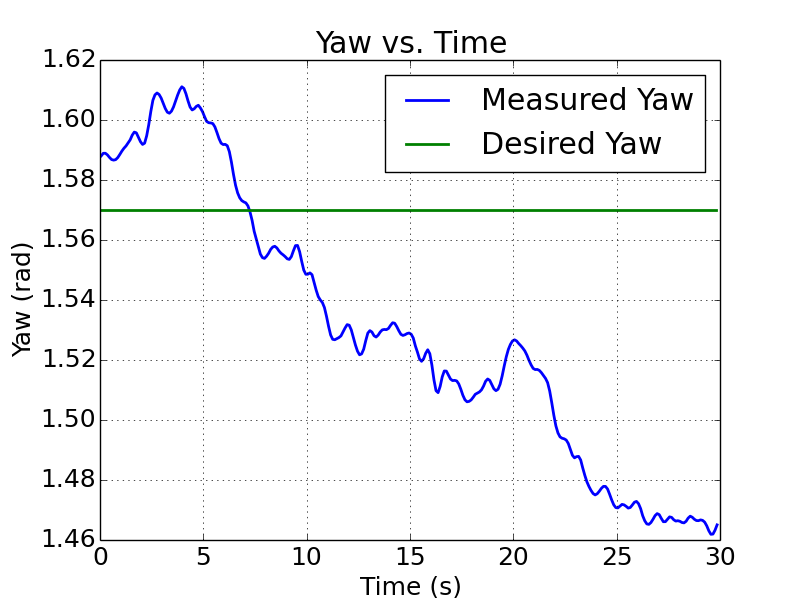 Yaw vs. Time
Measured Yaw
Desired Yaw
Yaw (rad)
1.62
1.60
1.58
1.56
1.54
1.52
1.50
1.48
1.46
0 5 10 15 20 25 30
Time (s)